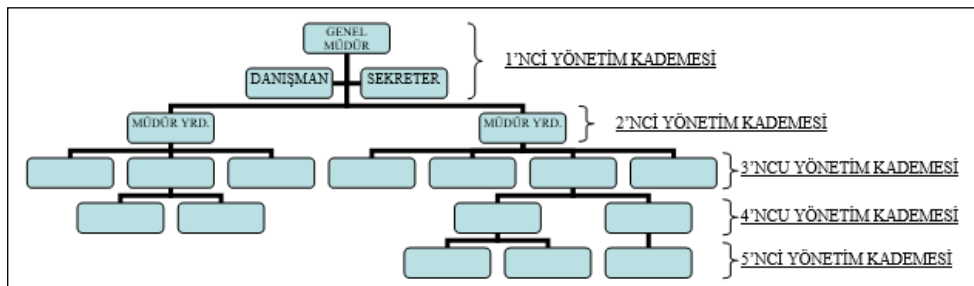 GENEL
MÜDÜR
1'NCİ YÖNETİM KADEMESİ
DANIŞMAN
SEKRETER
MÜDÜR YRD.
MÜDÜR YRD.
2'NCİ YÖNETİM KADEMESİ
3'NCU YÖNETİM KADEMESİ
4'NCU YÖNETİM KADEMESİ
5'NCİ YÖNETİM KADEMESİ